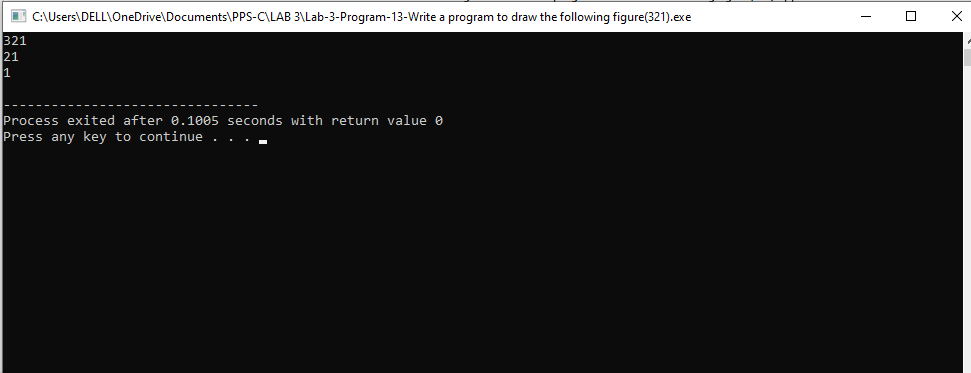 C:\Users\DELL\OneDrive\Documents\PPS-C\LAB 3\Lab-3-Program-13-Write a program to draw the following figure(321).exe
321
21
1
--------------------------------
Process exited after 0.1005 seconds with return value 0
Press any key to continue . . .